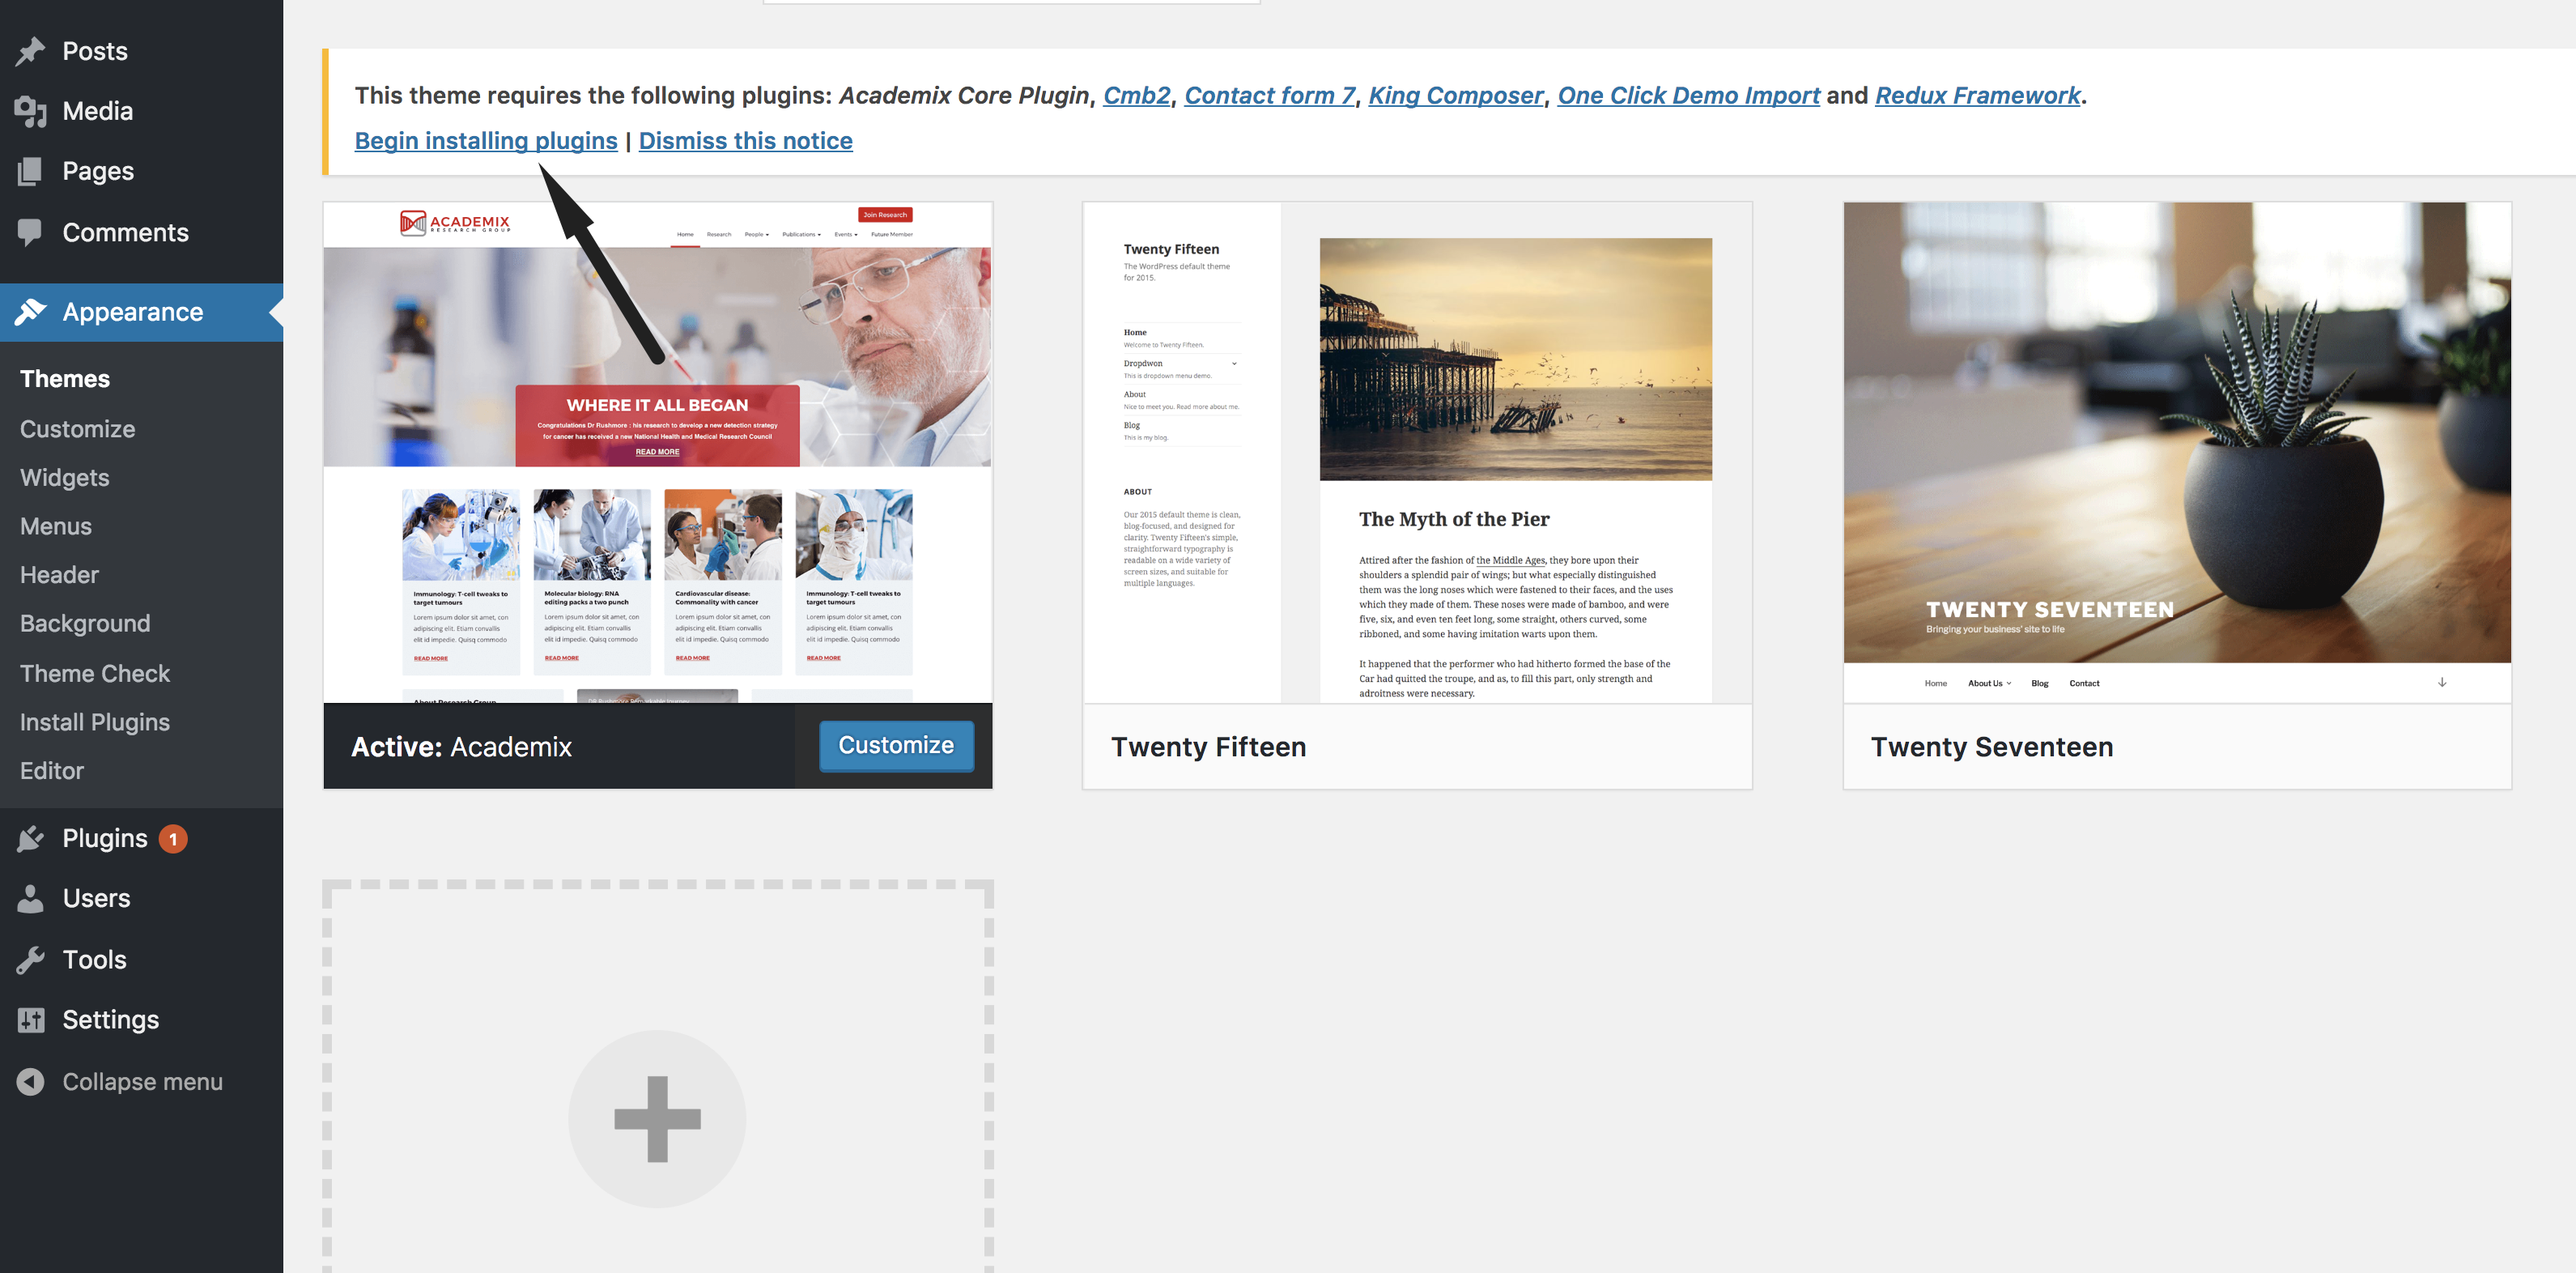 Posts
Media
Pages
Comments
Appearance
Themes
Customize
Widgets
Menus
Header
Background
Theme Check
Install Plugins
Editor
Plugins 1
Users
Tools
Settings
Collapse menu
This theme requires the following plugins: Academix Core Plugin, Cmb2, Contact form 7, King Composer, One Click Demo Import and Redux Framework.
Begin installing plugins | Dismiss this notice
ACADEMIX
RESEARCH GROUP
Join Research
Home Research People Publications Events Future Member
WHERE IT ALL BEGAN
Congratulations Dr Rushmore : his research to develop a new detection strategy
for cancer has received a new National Health and Medical Research Council
READ MORE
Immunology: T-cell tweaks to
target tumours
Lorem ipsum dolor sit amet, con
adipiscing elit. Etiam convallis
elit id impedie. Quisq commodo
READ MORE
Molecular biology: RNA
editing packs a two punch
Lorem ipsum dolor sit amet, con
adipiscing elit. Etiam convallis
elit id impedie. Quisq commodo
READ MORE
Cardiovascular disease:
Commonality with cancer
Lorem ipsum dolor sit amet, con
adipiscing elit. Etiam convallis
elit id impedie. Quisq commodo
READ MORE
Immunology: T-cell tweaks to
target tumours
Lorem ipsum dolor sit amet, con
adipiscing elit. Etiam convallis
elit id impedie. Quisq commodo
READ MORE
About Research Group
Active: Academix
Customize
Twenty Fifteen
The WordPress default theme
for 2015.
Home
Welcome to Twenty Fifteen.
Dropdwon
This is dropdown menu demo.
About
Nice to meet you. Read more about me.
Blog
This is my blog.
ABOUT
Our 2015 default theme is clean,
blog-focused, and designed for
clarity. Twenty Fifteen's simple,
straightforward typography is
readable on a wide variety of
screen sizes, and suitable for
multiple languages.
The Myth of the Pier
Attired after the fashion of the Middle Ages, they bore upon their
shoulders a splendid pair of wings; but what especially distinguished
them was the long noses which were fastened to their faces, and the uses
which they made of them. These noses were made of bamboo, and were
five, six, and even ten feet long, some straight, others curved, some
ribboned, and some having imitation warts upon them.
It happened that the performer who had hitherto formed the base of the
Car had quitted the troupe, and as, to fill this part, only strength and
adroitness were necessary.
Twenty Fifteen
TWENTY SEVENTEEN
Bringing your business' site to life
Home About Us Blog Contact
Twenty Seventeen